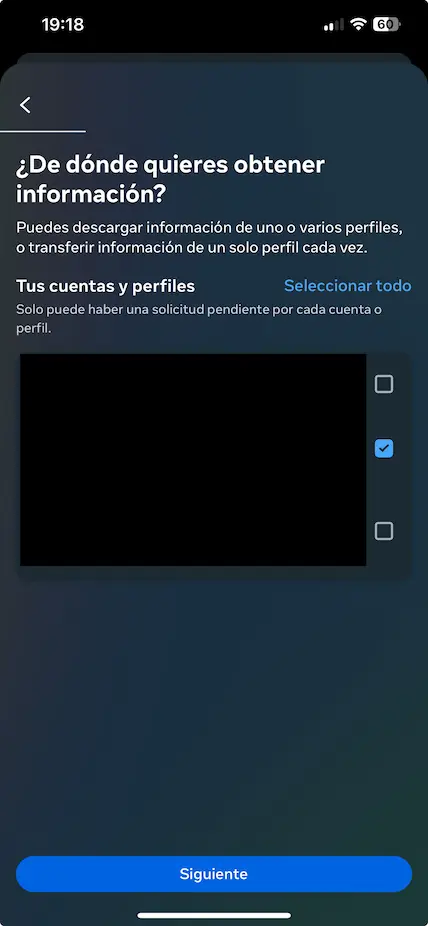 19:18
60
¿De dónde quieres obtener
información?
Puedes descargar información de uno o varios perfiles,
o transferir información de un solo perfil cada vez.
Tus cuentas y perfiles
Seleccionar todo
Solo puede haber una solicitud pendiente por cada cuenta o
perfil.
Siguiente